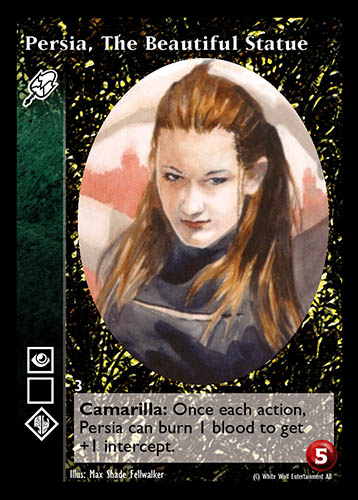 Persia, The Beautiful Statue
3
Camarilla: Once each action,
Persia can burn 1 blood to get
+1 intercept.
5
Illus: Max Shade Fellwalker
(C) White Wolf Entertainment AB